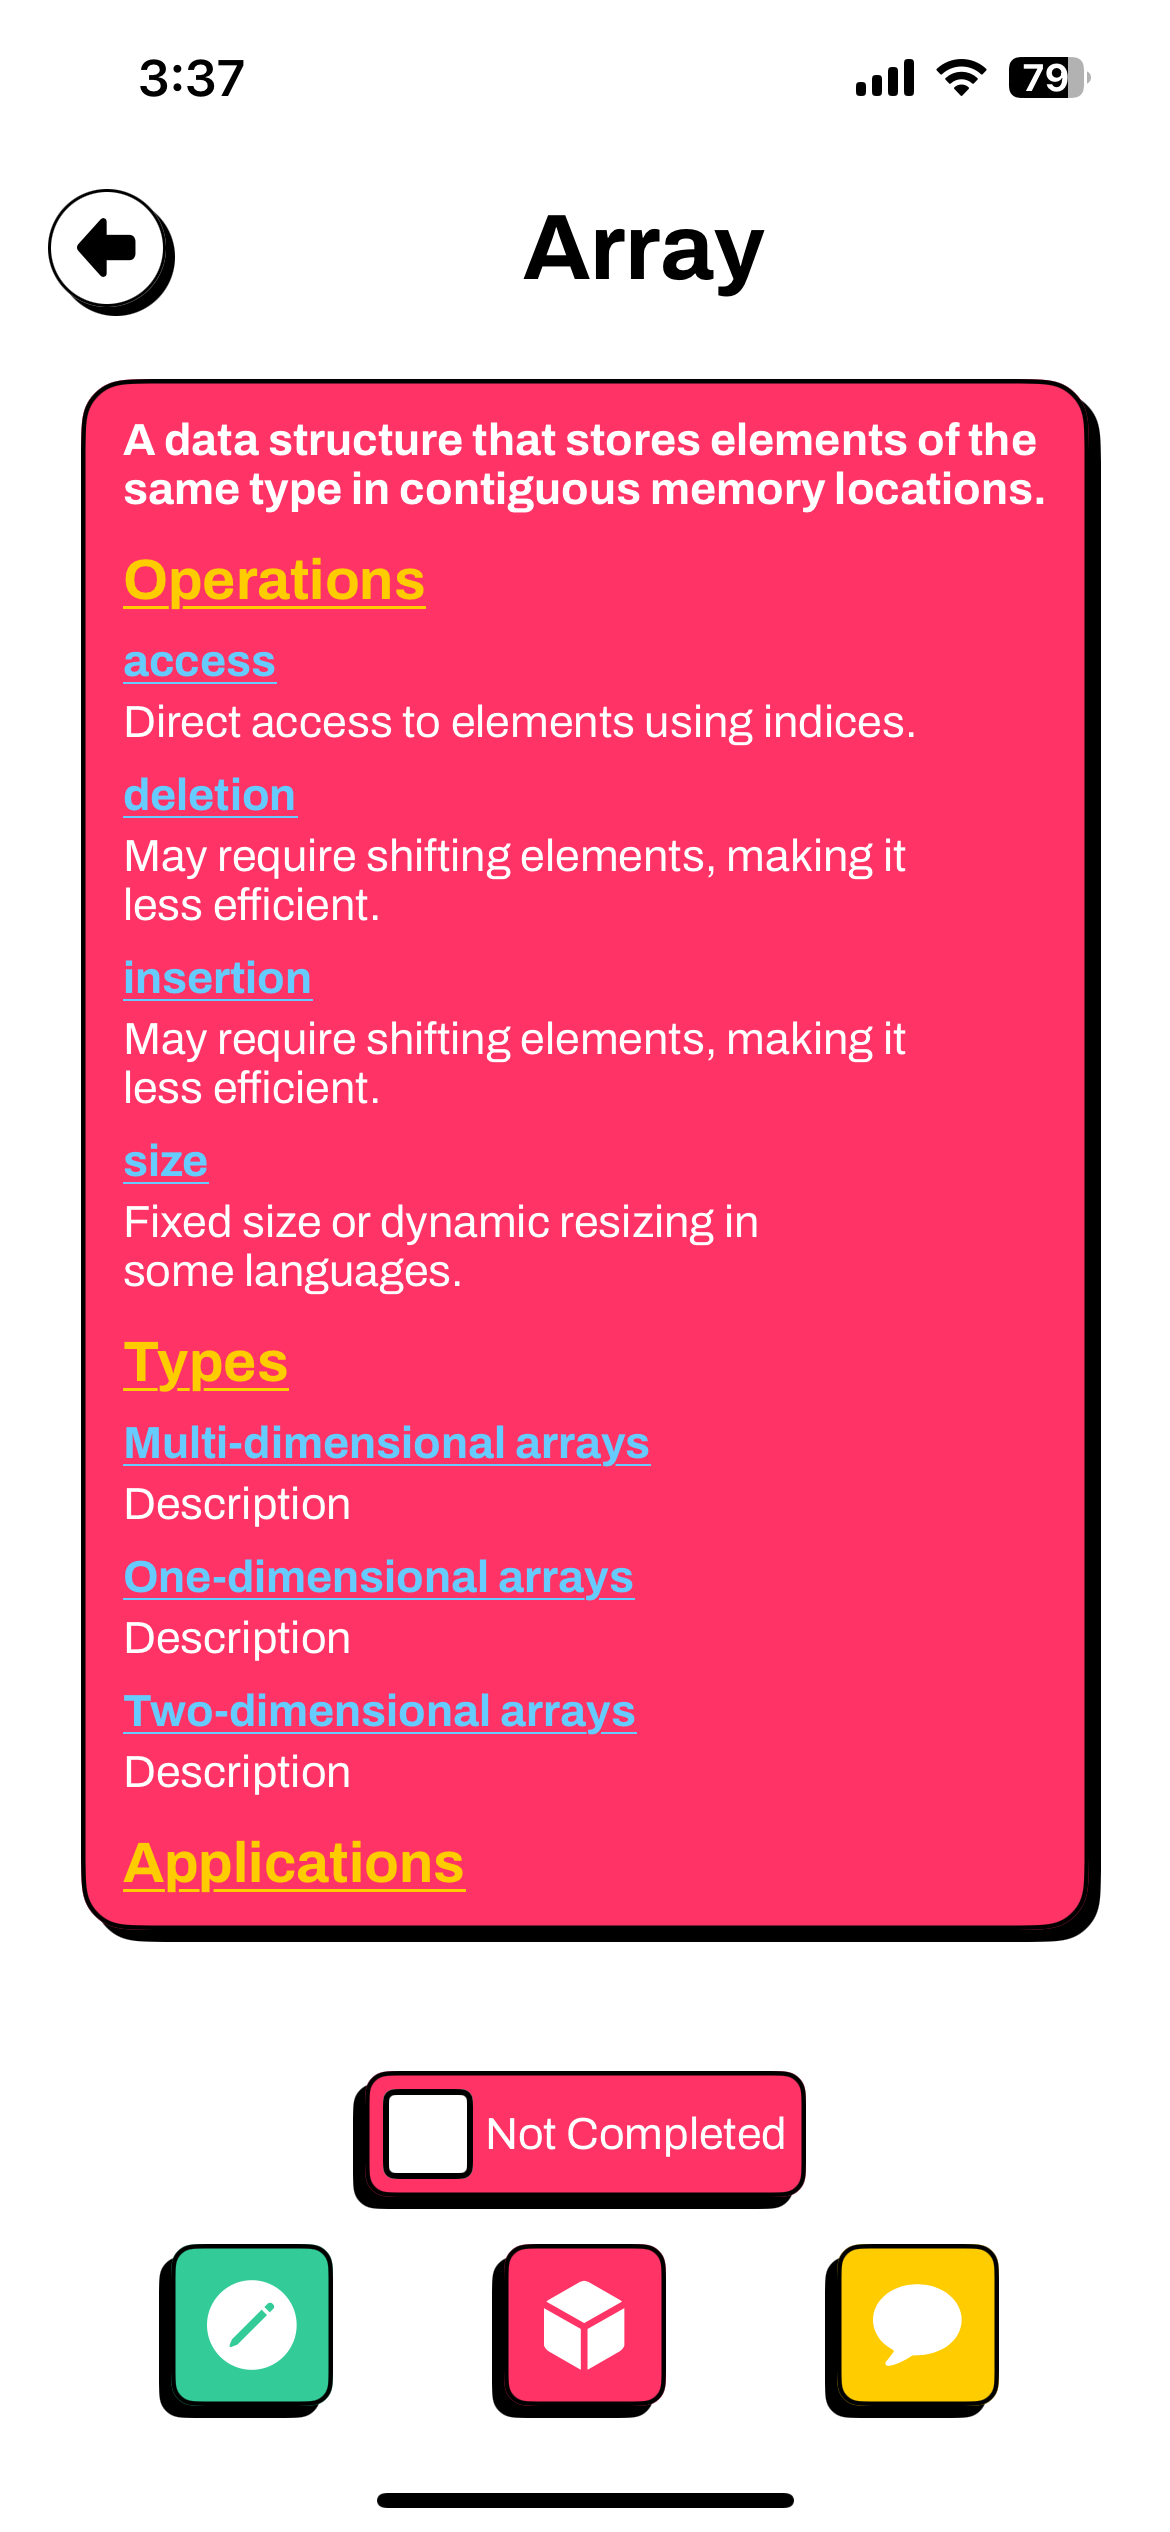 3:37
79
Array
A data structure that stores elements of the
same type in contiguous memory locations.
Operations
access
Direct access to elements using indices.
deletion
May require shifting elements, making it
less efficient.
insertion
May require shifting elements, making it
less efficient.
size
Fixed size or dynamic resizing in
some languages.
Types
Multi-dimensional arrays
Description
One-dimensional arrays
Description
Two-dimensional arrays
Description
Applications
Not Completed